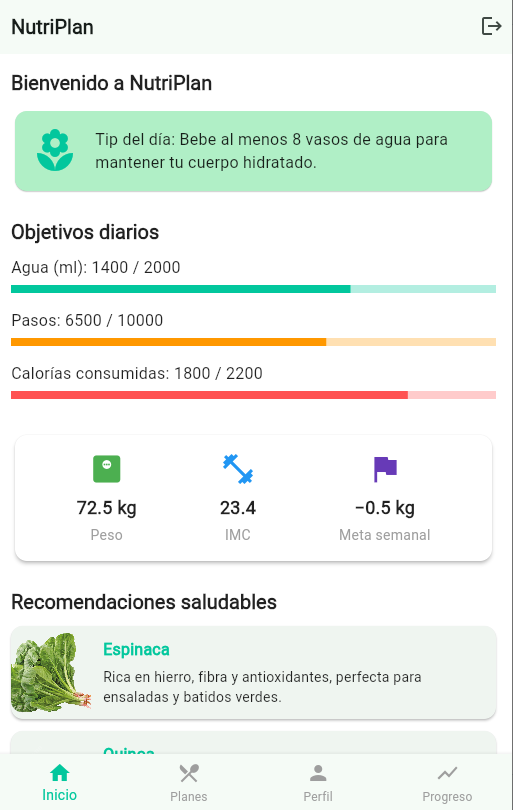 NutriPlan
Bienvenido a NutriPlan
Tip del día: Bebe al menos 8 vasos de agua para
mantener tu cuerpo hidratado.
Objetivos diarios
Agua (ml): 1400 / 2000
Pasos: 6500 / 10000
Calorías consumidas: 1800 / 2200
72.5 kg
23.4
−0.5 kg
Peso
IMC
Meta semanal
Recomendaciones saludables
Espinaca
Rica en hierro, fibra y antioxidantes, perfecta para
ensaladas y batidos verdes.
Quinoa
Inicio
Planes
Perfil
Progreso